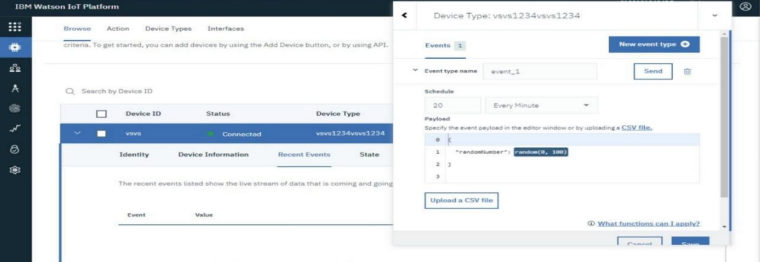 IBM Watson IoT Platform
Browse Action Device Types Interfaces
criteria. To get started, you can add devices by using the Add Device button, or by using API.
Search by Device ID
Device ID Status Device Type
vsvs Connected vsvs1234vsvs1234
Identity Device Information Recent Events State
The recent events listed show the live stream of data that is coming and going
Event Value
Device Type: vsvs1234vsvs1234
Events 1
New event type
Event type name event_1 Send
Schedule
20 Every Minute
Payload
Specify the event payload in the editor window or by uploading a CSV file.
0 {
1 "randomNumber": random(0, 100)
2 }
3
Upload a CSV file
What functions can I apply?
Cancel Save